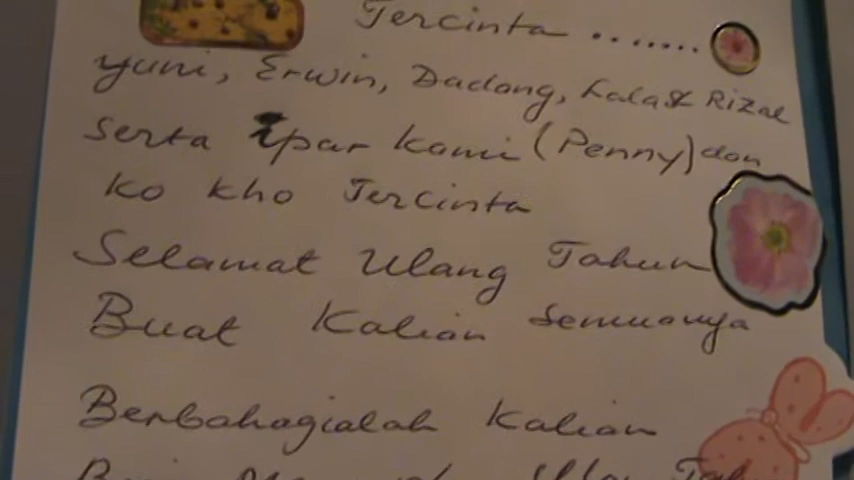 Tercinta ........
Yuni, Erwin, Dadong, Lala & Rizal
serta ipar kami (Penny) dan
ko kho Tercinta
Selamat Ulang Tahun
Buat Kalian Semuanya
Berbahagialah Kalian